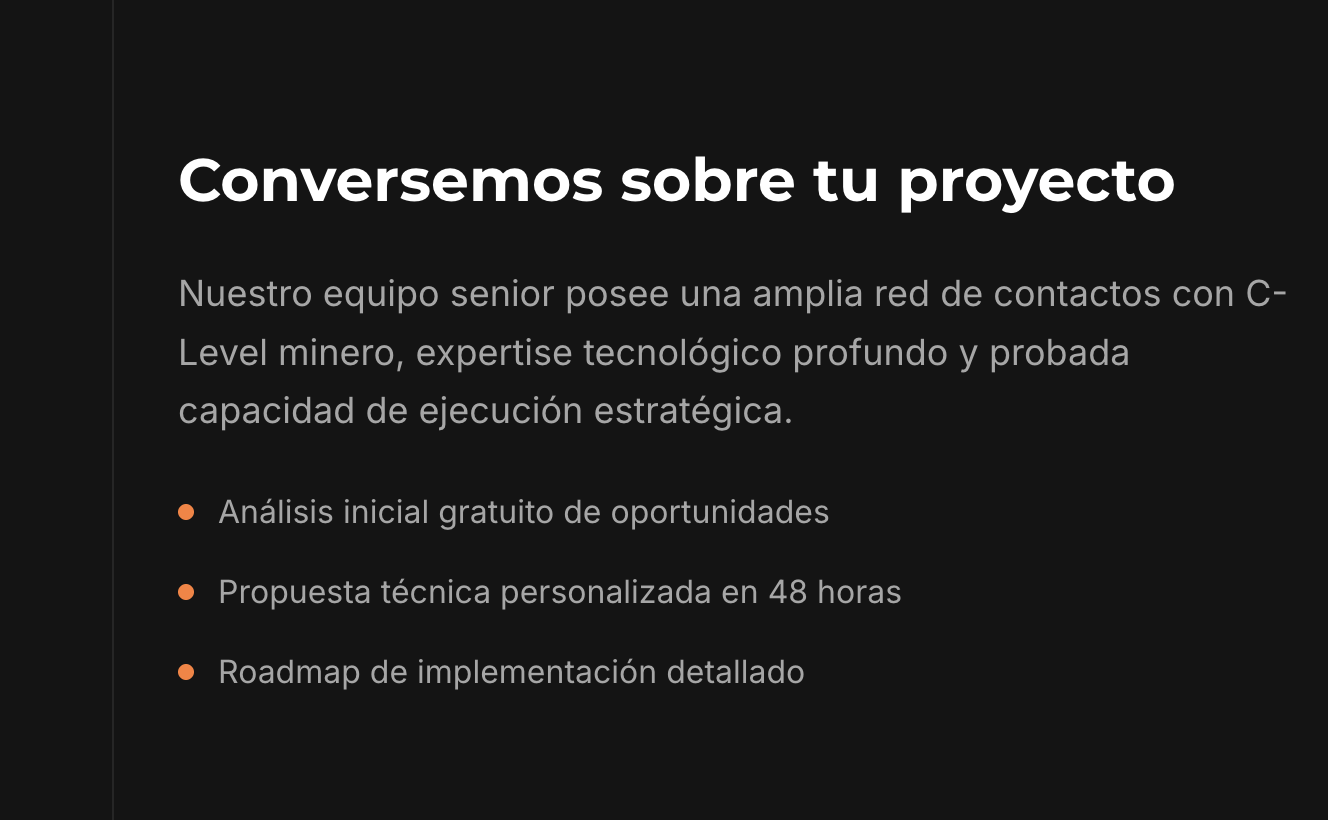 Conversemos sobre tu proyecto
Nuestro equipo senior posee una amplia red de contactos con C-
Level minero, expertise tecnológico profundo y probada
capacidad de ejecución estratégica.
Análisis inicial gratuito de oportunidades
Propuesta técnica personalizada en 48 horas
Roadmap de implementación detallado